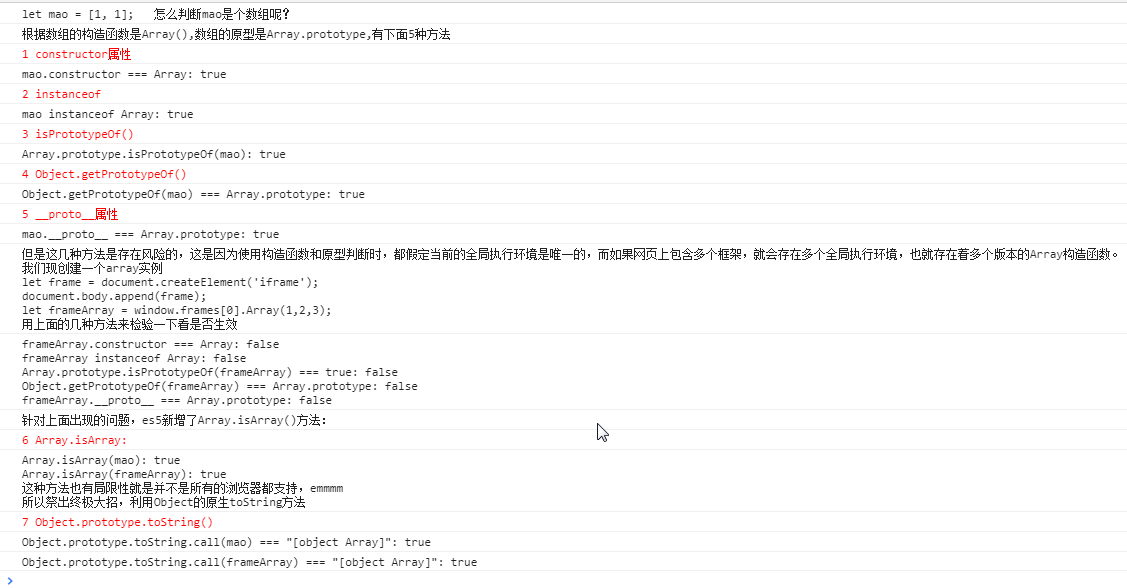 let mao = [1, 1];   怎么判断mao是个数组呢?
根据数组的构造函数是Array(),数组的原型是Array.prototype,有下面5种方法
1 constructor属性
mao.constructor === Array: true
2 instanceof
mao instanceof Array: true
3 isPrototypeOf()
Array.prototype.isPrototypeOf(mao): true
4 Object.getPrototypeOf()
Object.getPrototypeOf(mao) === Array.prototype: true
5 __proto__属性
mao.__proto__ === Array.prototype: true
但是这几种方法是存在风险的，这是因为使用构造函数和原型判断时，都假定当前的全局执行环境是唯一的，而如果网页上包含多个框架，就会存在多个全局执行环境，也就存在着多个版本的Array构造函数。
我们现创建一个array实例
let frame = document.createElement('iframe');
document.body.append(frame);
let frameArray = window.frames[0].Array(1,2,3);
用上面的几种方法来检验一下看是否生效
frameArray.constructor === Array: false
frameArray instanceof Array: false
Array.prototype.isPrototypeOf(frameArray) === true: false
Object.getPrototypeOf(frameArray) === Array.prototype: false
frameArray.__proto__ === Array.prototype: false
针对上面出现的问题，es5新增了Array.isArray()方法：
6 Array.isArray:
Array.isArray(mao): true
Array.isArray(frameArray): true
这种方法也有局限性就是并不是所有的浏览器都支持，emmmm
所以祭出终极大招，利用Object的原生toString方法
7 Object.prototype.toString()
Object.prototype.toString.call(mao) === "[object Array]": true
Object.prototype.toString.call(frameArray) === "[object Array]": true